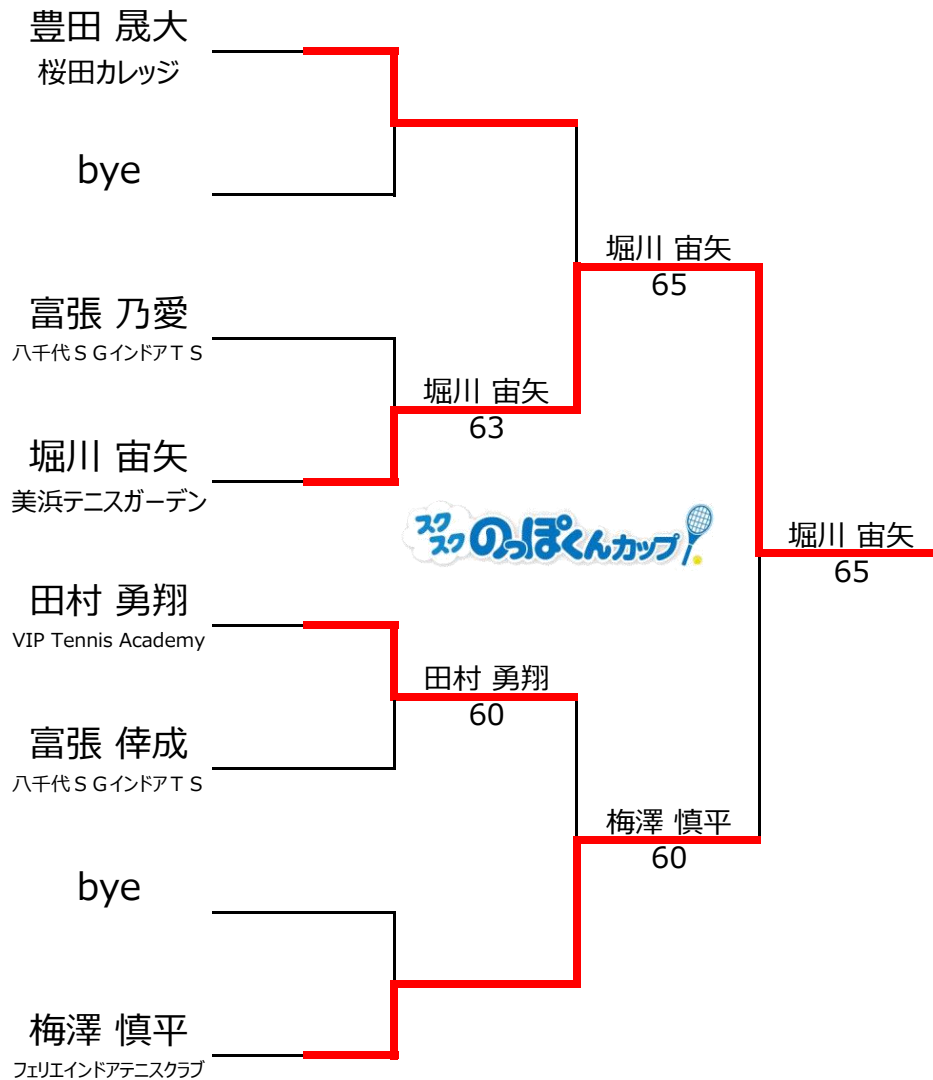 豊田 晟大
桜田カレッジ
bye
富張 乃愛
八千代ＳＧインドアＴＳ
堀川 宙矢
美浜テニスガーデン
田村 勇翔
VIP Tennis Academy
富張 倖成
八千代ＳＧインドアＴＳ
bye
梅澤 慎平
フェリエインドアテニスクラブ
堀川 宙矢
63
田村 勇翔
60
堀川 宙矢
65
梅澤 慎平
60
堀川 宙矢
65
スクスク
のっぽくんカップ